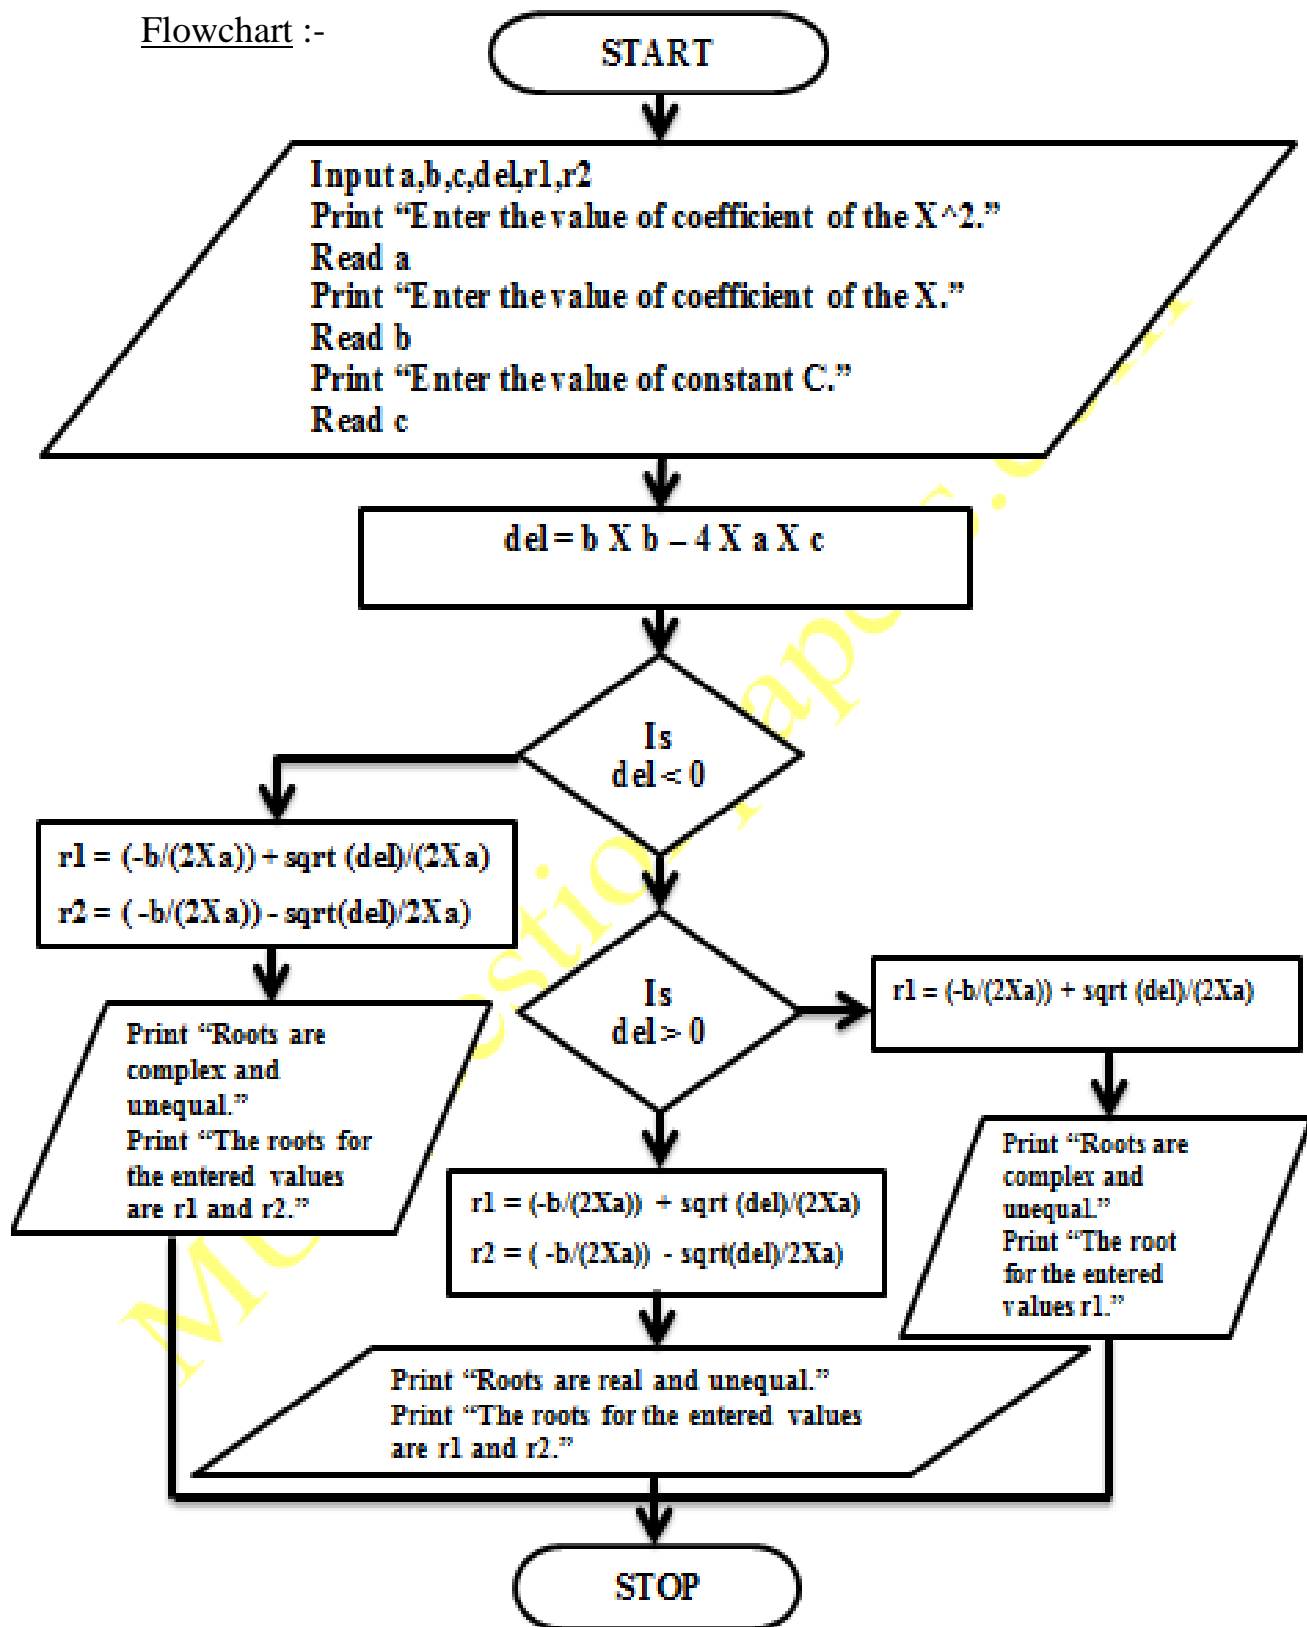 Flowchart :-
START
Input a,b,c,del,r1,r2
Print “Enter the value of coefficient of the X^2.”
Read a
Print “Enter the value of coefficient of the X.”
Read b
Print “Enter the value of constant C.”
Read c
del = b X b – 4 X a X c
Is
del < 0
r1 = (-b/(2Xa)) + sqrt (del)/(2Xa)
r2 = ( -b/(2Xa)) - sqrt(del)/2Xa)
Print “Roots are
complex and
unequal.”
Print “The roots for
the entered values
are r1 and r2.”
Is
del > 0
r1 = (-b/(2Xa)) + sqrt (del)/(2Xa)
Print “Roots are
complex and
unequal.”
Print “The root
for the entered
values r1.”
r1 = (-b/(2Xa)) + sqrt (del)/(2Xa)
r2 = ( -b/(2Xa)) - sqrt(del)/2Xa)
Print “Roots are real and unequal.”
Print “The roots for the entered values
are r1 and r2.”
STOP